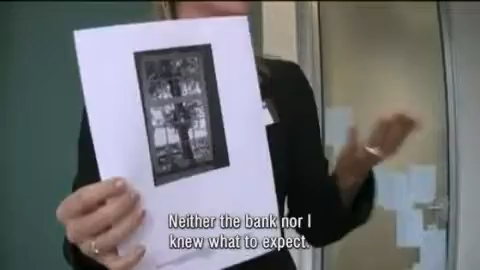 Neither the bank nor I
knew what to expect.